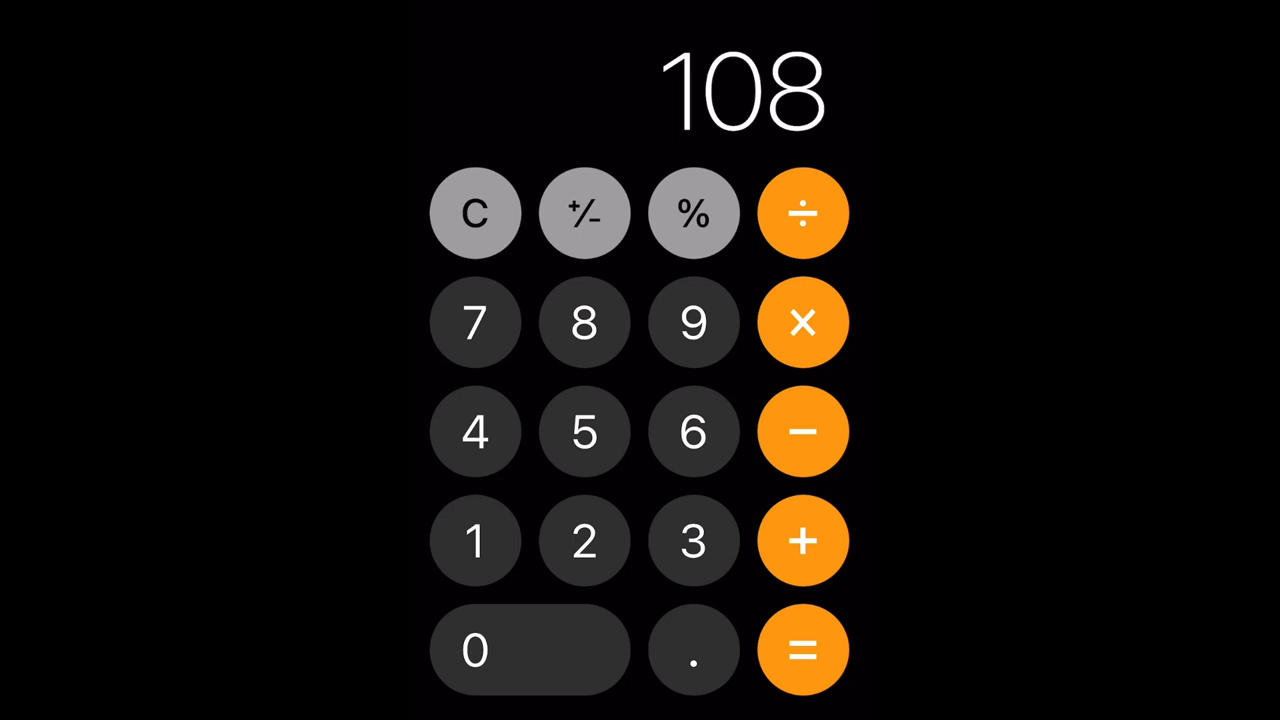 108
C ⁺∕₋ % ÷
7 8 9 ×
4 5 6 −
1 2 3 +
0 . =